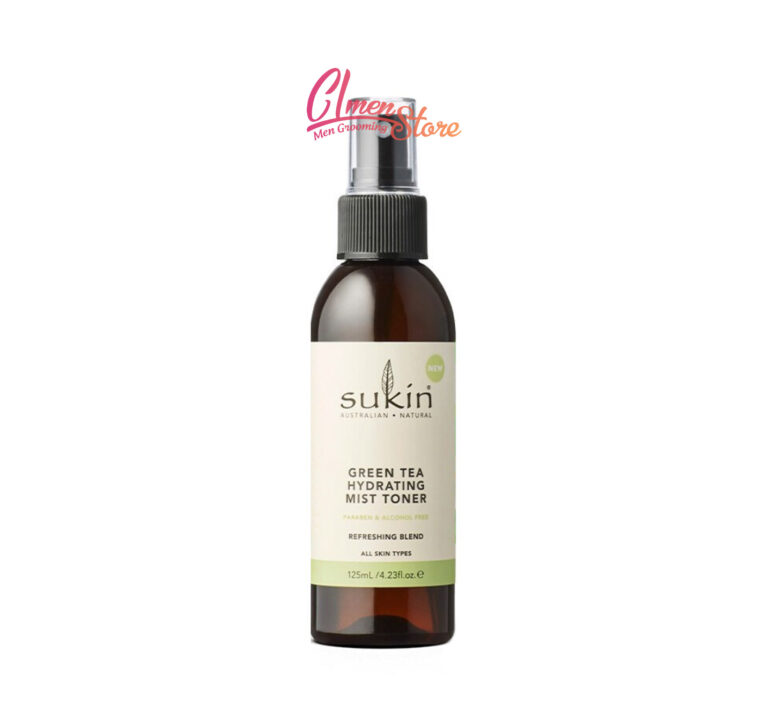 CImen
Men Grooming Store
NEW
sukin®
AUSTRALIAN • NATURAL
GREEN TEA
HYDRATING
MIST TONER
PARABEN & ALCOHOL FREE
REFRESHING BLEND
ALL SKIN TYPES
125mL /4.23fl.oz.℮